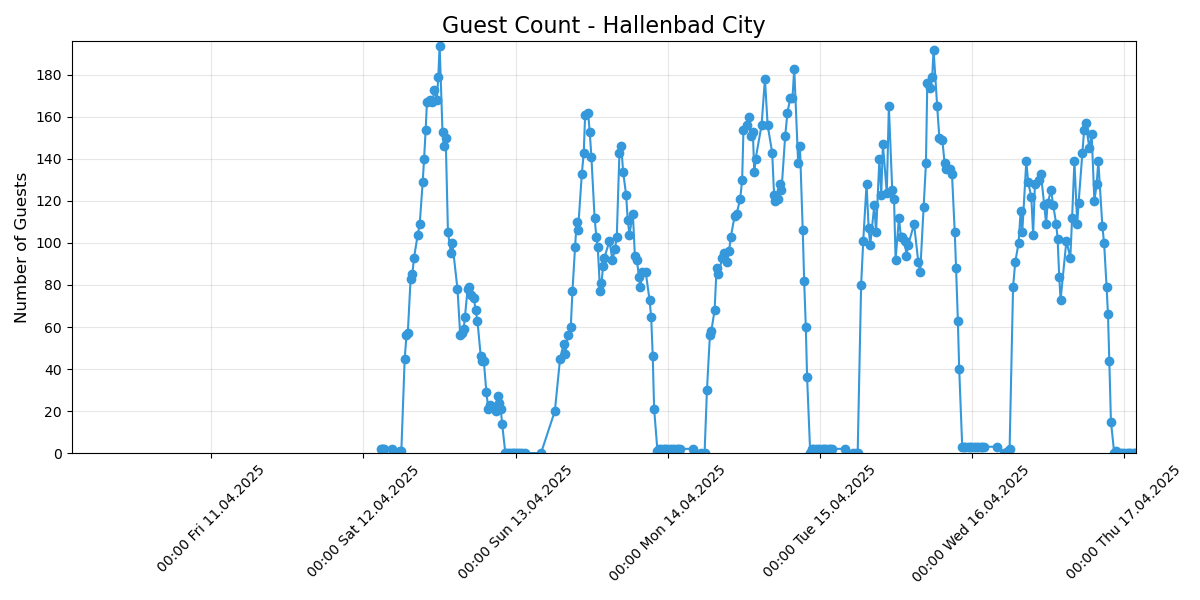 Guest Count - Hallenbad City
Number of Guests
180
160
140
120
100
80
60
40
20
0
00:00 Fri 11.04.2025
00:00 Sat 12.04.2025
00:00 Sun 13.04.2025
00:00 Mon 14.04.2025
00:00 Tue 15.04.2025
00:00 Wed 16.04.2025
00:00 Thu 17.04.2025